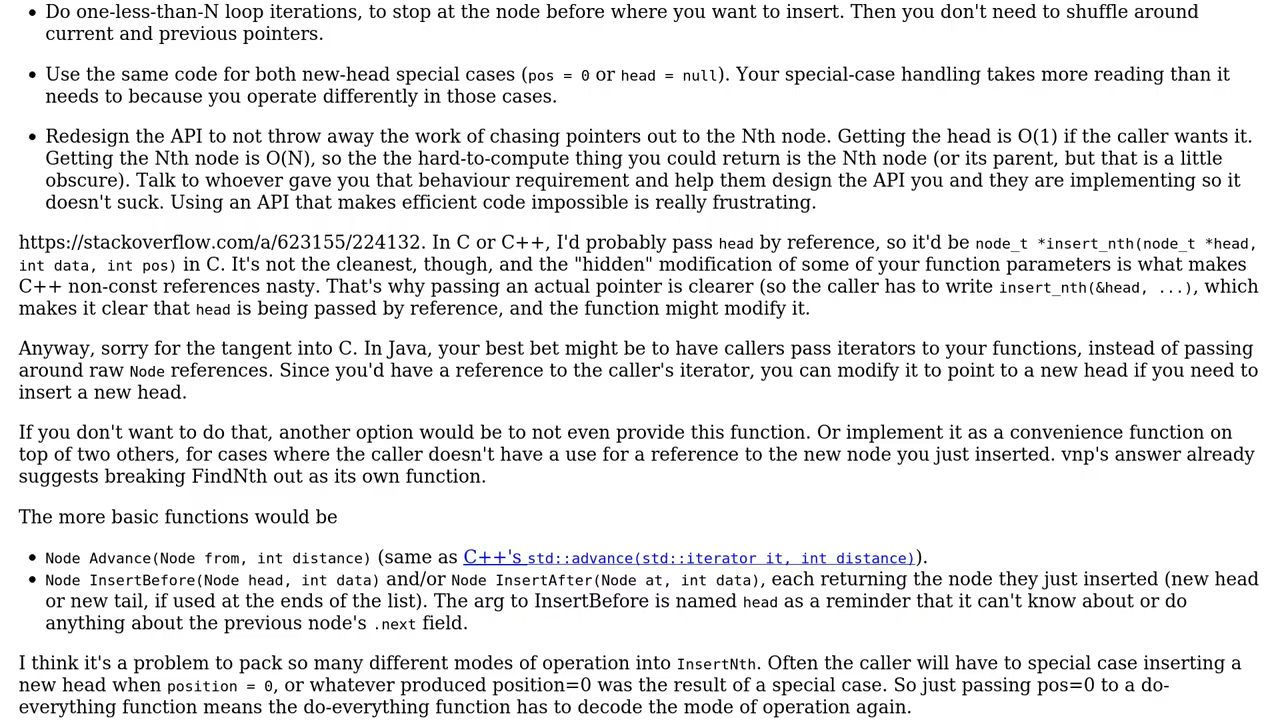 • Do one-less-than-N loop iterations, to stop at the node before where you want to insert. Then you don't need to shuffle around
current and previous pointers.
• Use the same code for both new-head special cases (pos = 0 or head = null). Your special-case handling takes more reading than it
needs to because you operate differently in those cases.
• Redesign the API to not throw away the work of chasing pointers out to the Nth node. Getting the head is O(1) if the caller wants it.
Getting the Nth node is O(N), so the the hard-to-compute thing you could return is the Nth node (or its parent, but that is a little
obscure). Talk to whoever gave you that behaviour requirement and help them design the API you and they are implementing so it
doesn't suck. Using an API that makes efficient code impossible is really frustrating.
https://stackoverflow.com/a/623155/224132. In C or C++, I'd probably pass head by reference, so it'd be node_t *insert_nth(node_t *head,
int data, int pos) in C. It's not the cleanest, though, and the "hidden" modification of some of your function parameters is what makes
C++ non-const references nasty. That's why passing an actual pointer is clearer (so the caller has to write insert_nth(&head, ...), which
makes it clear that head is being passed by reference, and the function might modify it.
Anyway, sorry for the tangent into C. In Java, your best bet might be to have callers pass iterators to your functions, instead of passing
around raw Node references. Since you'd have a reference to the caller's iterator, you can modify it to point to a new head if you need to
insert a new head.
If you don't want to do that, another option would be to not even provide this function. Or implement it as a convenience function on
top of two others, for cases where the caller doesn't have a use for a reference to the new node you just inserted. vnp's answer already
suggests breaking FindNth out as its own function.
The more basic functions would be
• Node Advance(Node from, int distance) (same as C++'s std::advance(std::iterator it, int distance)).
• Node InsertBefore(Node head, int data) and/or Node InsertAfter(Node at, int data), each returning the node they just inserted (new head
or new tail, if used at the ends of the list). The arg to InsertBefore is named head as a reminder that it can't know about or do
anything about the previous node's .next field.
I think it's a problem to pack so many different modes of operation into InsertNth. Often the caller will have to special case inserting a
new head when position = 0, or whatever produced position=0 was the result of a special case. So just passing pos=0 to a do-
everything function means the do-everything function has to decode the mode of operation again.